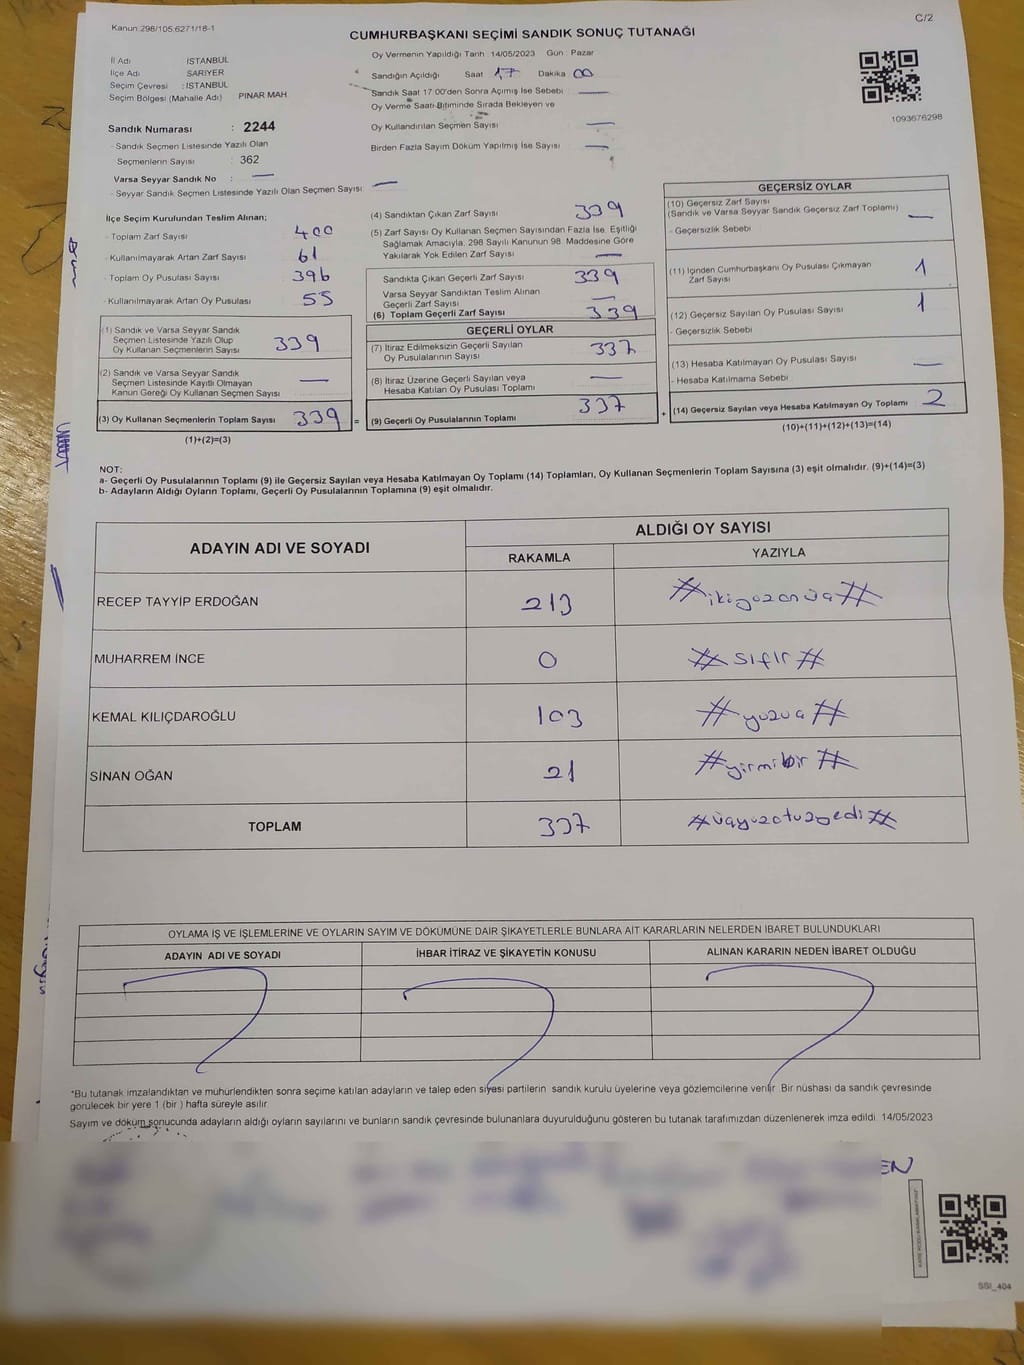 C/2
Kanun:298/105.6271/18-1
CUMHURBAŞKANI SEÇİMİ SANDIK SONUÇ TUTANAĞI
İl Adı İSTANBUL
İlçe Adı SARIYER
Seçim Çevresi : İSTANBUL
Seçim Bölgesi (Mahalle Adı) PINAR MAH.
Sandık Numarası : 2244
Sandık Seçmen Listesinde Yazılı Olan
Seçmenlerin Sayısı : 362
Varsa Seyyar Sandık No : —
Seyyar Sandık Seçmen Listesinde Yazılı Olan Seçmen Sayısı: —
Oy Vermenin Yapıldığı Tarih :14/05/2023 Gün : Pazar
Sandığın Açıldığı Saat 17 Dakika 00
Sandık Saat 17:00'den Sonra Açımış İse Sebebi —
Oy Verme Saati Bitiminde Sırada Bekleyen ve
Oy Kullandırılan Seçmen Sayısı —
Birden Fazla Sayım Döküm Yapılmış İse Sayısı —
1093676298
İlçe Seçim Kurulundan Teslim Alınan;
- Toplam Zarf Sayısı 400
- Kullanılmayarak Artan Zarf Sayısı 61
- Toplam Oy Pusulası Sayısı 396
- Kullanılmayarak Artan Oy Pusulası 55
(1) Sandık ve Varsa Seyyar Sandık
Seçmen Listesinde Yazılı Olup
Oy Kullanan Seçmenlerin Sayısı 339
(2) Sandık ve Varsa Seyyar Sandık
Seçmen Listesinde Kayıtlı Olmayan
Kanun Gereği Oy Kullanan Seçmen Sayısı —
(3) Oy Kullanan Seçmenlerin Toplam Sayısı 339 =
(1)+(2)=(3)
(4) Sandıktan Çıkan Zarf Sayısı 339
(5) Zarf Sayısı Oy Kullanan Seçmen Sayısından Fazla İse, Eşitliği
Sağlamak Amacıyla, 298 Sayılı Kanunun 98. Maddesine Göre
Yakılarak Yok Edilen Zarf Sayısı —
Sandıkta Çıkan Geçerli Zarf Sayısı 339
Varsa Seyyar Sandıktan Teslim Alınan
Geçerli Zarf Sayısı —
(6) Toplam Geçerli Zarf Sayısı 339
GEÇERLİ OYLAR
(7) İtiraz Edilmeksizin Geçerli Sayılan
Oy Pusulalarının Sayısı 337
(8) İtiraz Üzerine Geçerli Sayılan veya
Hesaba Katılan Oy Pusulası Toplamı —
(9) Geçerli Oy Pusulalarının Toplamı 337 +
GEÇERSİZ OYLAR
(10) Geçersiz Zarf Sayısı
(Sandık ve Varsa Seyyar Sandık Geçersiz Zarf Toplamı) —
- Geçersizlik Sebebi
(11) İçinden Cumhurbaşkanı Oy Pusulası Çıkmayan
Zarf Sayısı 1
(12) Geçersiz Sayılan Oy Pusulası Sayısı 1
- Geçersizlik Sebebi
(13) Hesaba Katılmayan Oy Pusulası Sayısı —
- Hesaba Katılmama Sebebi
(14) Geçersiz Sayılan veya Hesaba Katılmayan Oy Toplamı 2
(10)+(11)+(12)+(13)=(14)
NOT:
a- Geçerli Oy Pusulalarının Toplamı (9) ile Geçersiz Sayılan veya Hesaba Katılmayan Oy Toplamı (14) Toplamları, Oy Kullanan Seçmenlerin Toplam Sayısına (3) eşit olmalıdır. (9)+(14)=(3)
b- Adayların Aldığı Oyların Toplamı, Geçerli Oy Pusulalarının Toplamına (9) eşit olmalıdır.
ADAYIN ADI VE SOYADI ALDIĞI OY SAYISI
RAKAMLA YAZIYLA
RECEP TAYYİP ERDOĞAN 213 #ikiyüzonüç#
MUHARREM İNCE 0 #sıfır#
KEMAL KILIÇDAROĞLU 103 #yüzüç#
SİNAN OĞAN 21 #yirmibir#
TOPLAM 337 #üçyüzotuzyedi#
OYLAMA İŞ VE İŞLEMLERİNE VE OYLARIN SAYIM VE DÖKÜMÜNE DAİR ŞİKAYETLERLE BUNLARA AİT KARARLARIN NELERDEN İBARET BULUNDUKLARI
ADAYIN ADI VE SOYADI İHBAR İTİRAZ VE ŞİKAYETİN KONUSU ALINAN KARARIN NEDEN İBARET OLDUĞU
*Bu tutanak imzalandıktan ve mühürlendikten sonra seçime katılan adayların ve talep eden siyasi partilerin sandık kurulu üyelerine veya gözlemcilerine verilir. Bir nüshası da sandık çevresinde
görülecek bir yere 1 (bir ) hafta süreyle asılır.
Sayım ve döküm sonucunda adayların aldığı oyların sayılarını ve bunların sandık çevresinde bulunanlara duyurulduğunu gösteren bu tutanak tarafımızdan düzenlenerek imza edildi. 14/05/2023
EN
SSI_404